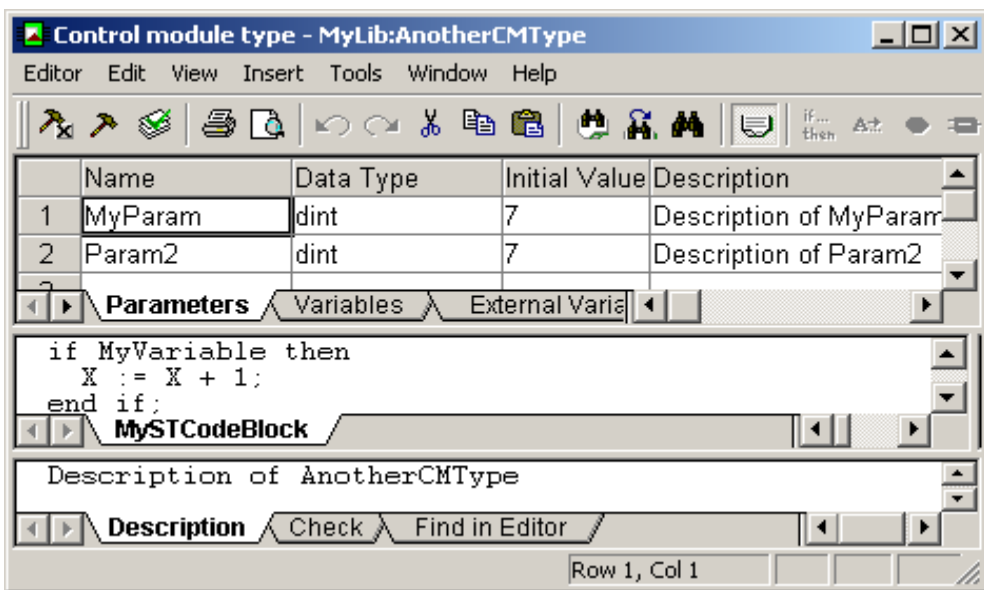 Control module type - MyLib:AnotherCMType
Editor Edit View Insert Tools Window Help
if... then
Name Data Type Initial Value Description
1 MyParam dint 7 Description of MyParam
2 Param2 dint 7 Description of Param2
Parameters Variables External Varia
if MyVariable then
X := X + 1;
end if;
MySTCodeBlock
Description of AnotherCMType
Description Check Find in Editor
Row 1, Col 1